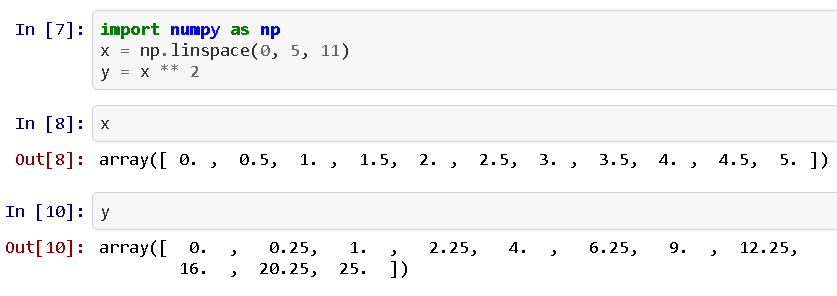 In [7]: import numpy as np
x = np.linspace(0, 5, 11)
y = x ** 2
In [8]: x
Out[8]: array([ 0. ,  0.5,  1. ,  1.5,  2. ,  2.5,  3. ,  3.5,  4. ,  4.5,  5. ])
In [10]: y
Out[10]: array([  0.  ,   0.25,   1.  ,   2.25,   4.  ,   6.25,   9.  ,  12.25,
16.  ,  20.25,  25.  ])